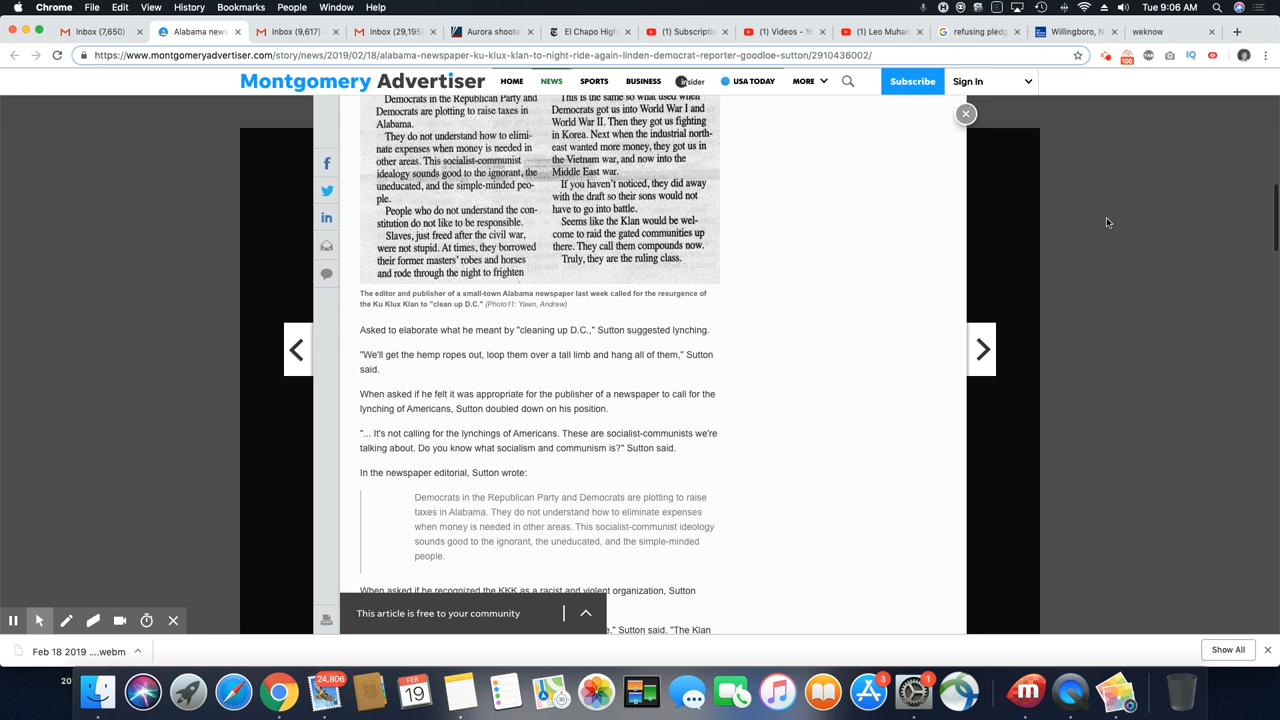 Chrome File Edit View History Bookmarks People Window Help Tue 9:06 AM
Inbox (7,650) Alabama news Inbox (9,617) Inbox (29,195) Aurora shoote El Chapo High Subscriptio Videos - Yo Leo Muham refusing pledg Willingboro, N weknow
https://www.montgomeryadvertiser.com/story/news/2019/02/18/alabama-newspaper-ku-klux-klan-to-night-ride-again-linden-democrat-reporter-goodloe-sutton/2910436002/
Montgomery Advertiser HOME NEWS SPORTS BUSINESS insider USA TODAY MORE Subscribe Sign In
Democrats in the Republican Party and
Democrats are plotting to raise taxes in
Alabama.
They do not understand how to elimi-
nate expenses when money is needed in
other areas. This socialist-communist
idealogy sounds good to the ignorant, the
uneducated, and the simple-minded peo-
ple.
People who do not understand the con-
stitution do not like to be responsible.
Slaves, just freed after the civil war,
were not stupid. At times, they borrowed
their former masters' robes and horses
and rode through the night to frighten
This is the same so what used when
Democrats got us into World War I and
World War II. Then they got us fighting
in Korea. Next when the industrial north-
east wanted more money, they got us in
the Vietnam war, and now into the
Middle East war.
If you haven't noticed, they did away
with the draft so their sons would not
have to go into battle.
Seems like the Klan would be wel-
come to raid the gated communities up
there. They call them compounds now.
Truly, they are the ruling class.
The editor and publisher of a small-town Alabama newspaper last week called for the resurgence of
the Ku Klux Klan to "clean up D.C." (Photo11: Yawn, Andrew)
Asked to elaborate what he meant by "cleaning up D.C.," Sutton suggested lynching.
"We'll get the hemp ropes out, loop them over a tall limb and hang all of them," Sutton
said.
When asked if he felt it was appropriate for the publisher of a newspaper to call for the
lynching of Americans, Sutton doubled down on his position.
"... It's not calling for the lynchings of Americans. These are socialist-communists we're
talking about. Do you know what socialism and communism is?" Sutton said.
In the newspaper editorial, Sutton wrote:
Democrats in the Republican Party and Democrats are plotting to raise
taxes in Alabama. They do not understand how to eliminate expenses
when money is needed in other areas. This socialist-communist ideology
sounds good to the ignorant, the uneducated, and the simple-minded
people.
When asked if he recognized the KKK as a racist and violent organization, Sutton
This article is free to your community
e," Sutton said. "The Klan
Feb 18 2019 ....webm Show All
20
24,806 FEB 19 3 1